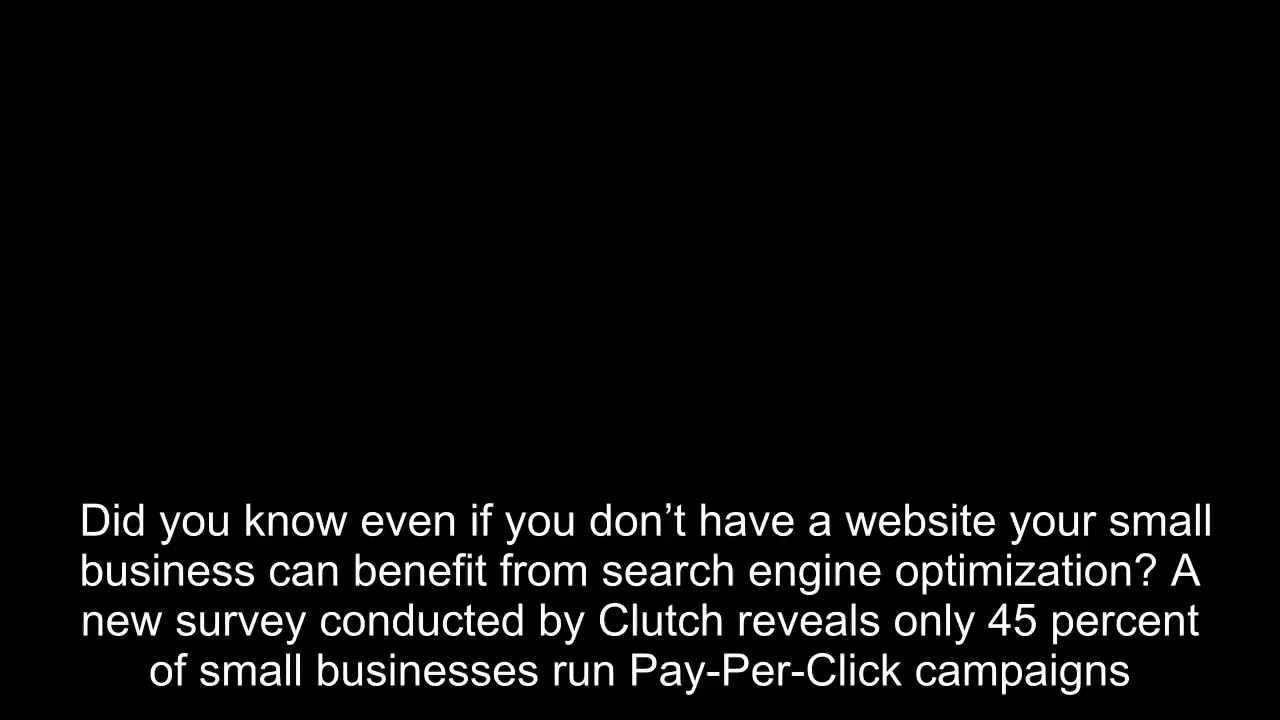 Did you know even if you don’t have a website your small
business can benefit from search engine optimization? A
new survey conducted by Clutch reveals only 45 percent
of small businesses run Pay-Per-Click campaigns